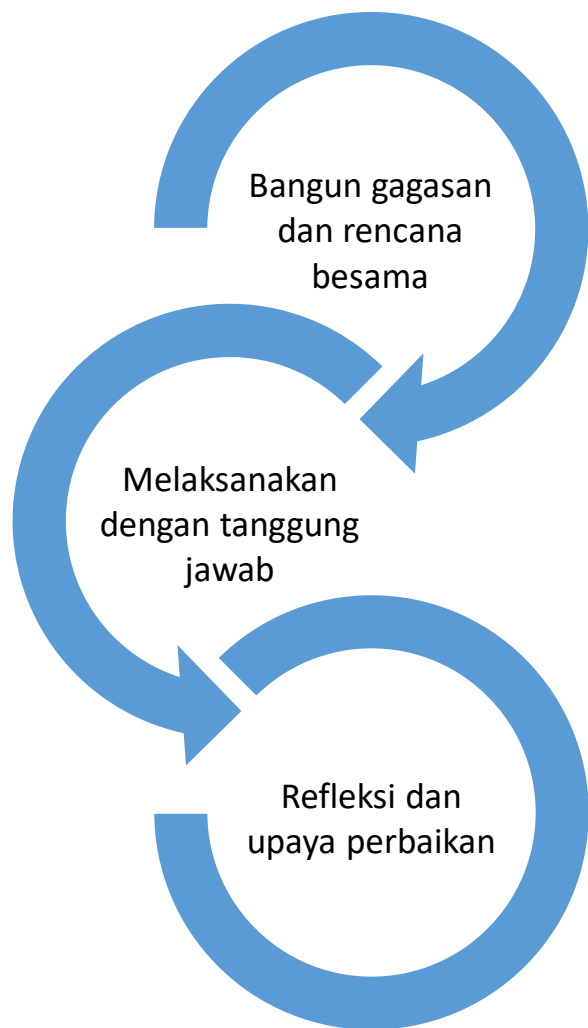 Bangun gagasan
dan rencana
besama
Melaksanakan
dengan tanggung
jawab
Refleksi dan
upaya perbaikan